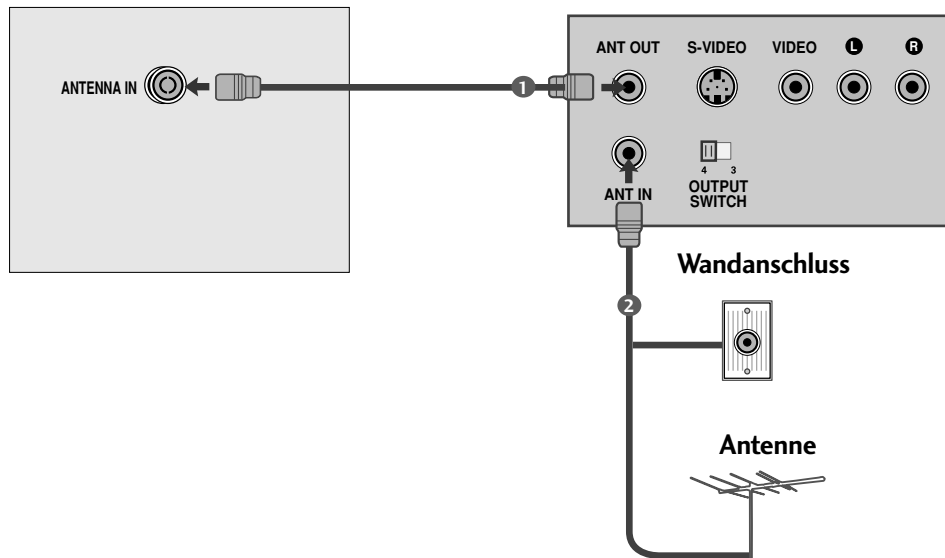 ANT OUT S-VIDEO VIDEO L R
ANTENNA IN
1
4 3
ANT IN
OUTPUT
SWITCH
Wandanschluss
2
Antenne